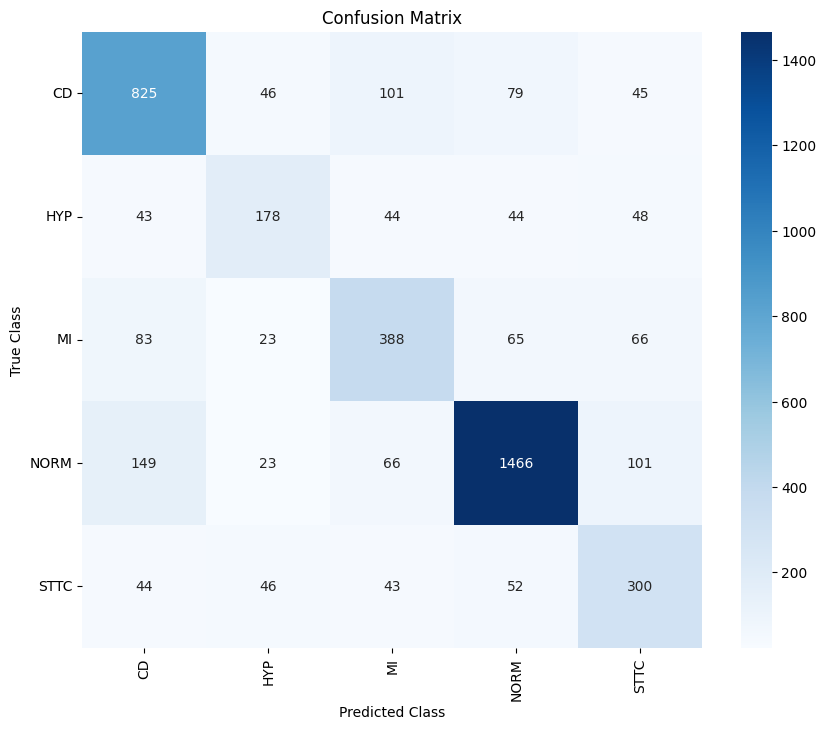 Confusion Matrix
CD 825 46 101 79 45
HYP 43 178 44 44 48
MI 83 23 388 65 66
NORM 149 23 66 1466 101
STTC 44 46 43 52 300
CD HYP MI NORM STTC
Predicted Class
True Class
1400
1200
1000
800
600
400
200